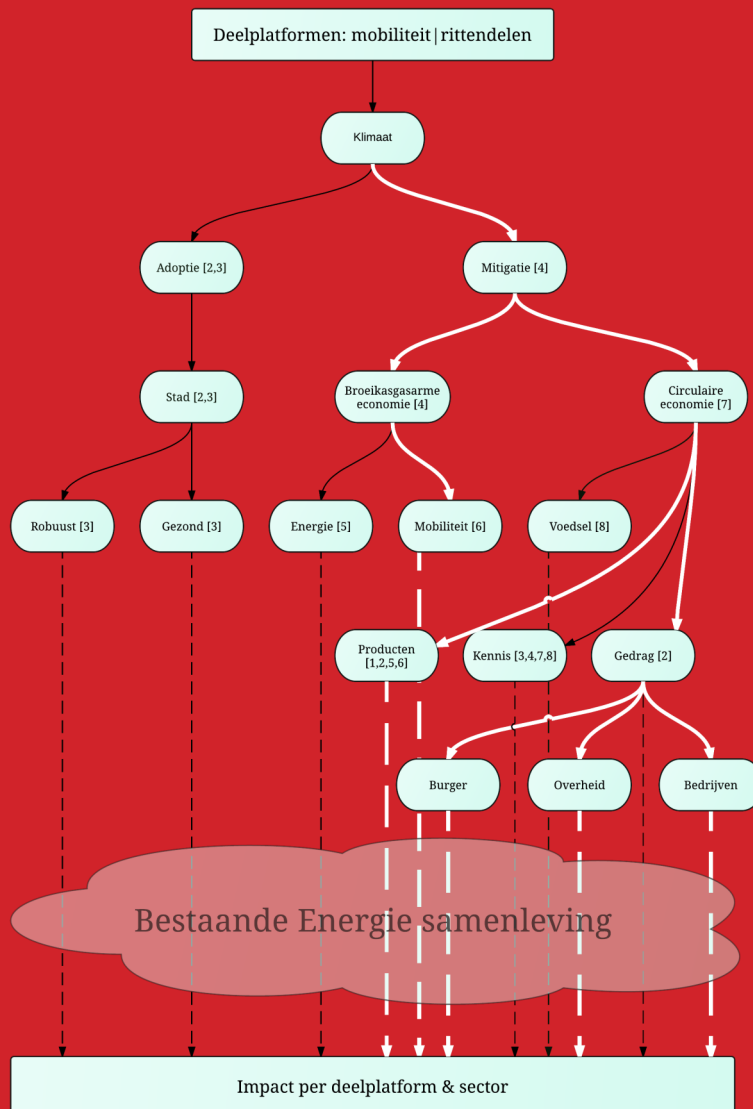 Deelplatformen: mobiliteit|rittendelen
Klimaat
Adoptie [2,3]
Mitigatie [4]
Stad [2,3]
Broeikasgasarme
economie [4]
Circulaire
economie [7]
Robuust [3]
Gezond [3]
Energie [5]
Mobiliteit [6]
Voedsel [8]
Producten
[1,2,5,6]
Kennis [3,4,7,8]
Gedrag [2]
Burger
Overheid
Bedrijven
Bestaande Energie samenleving
Impact per deelplatform & sector